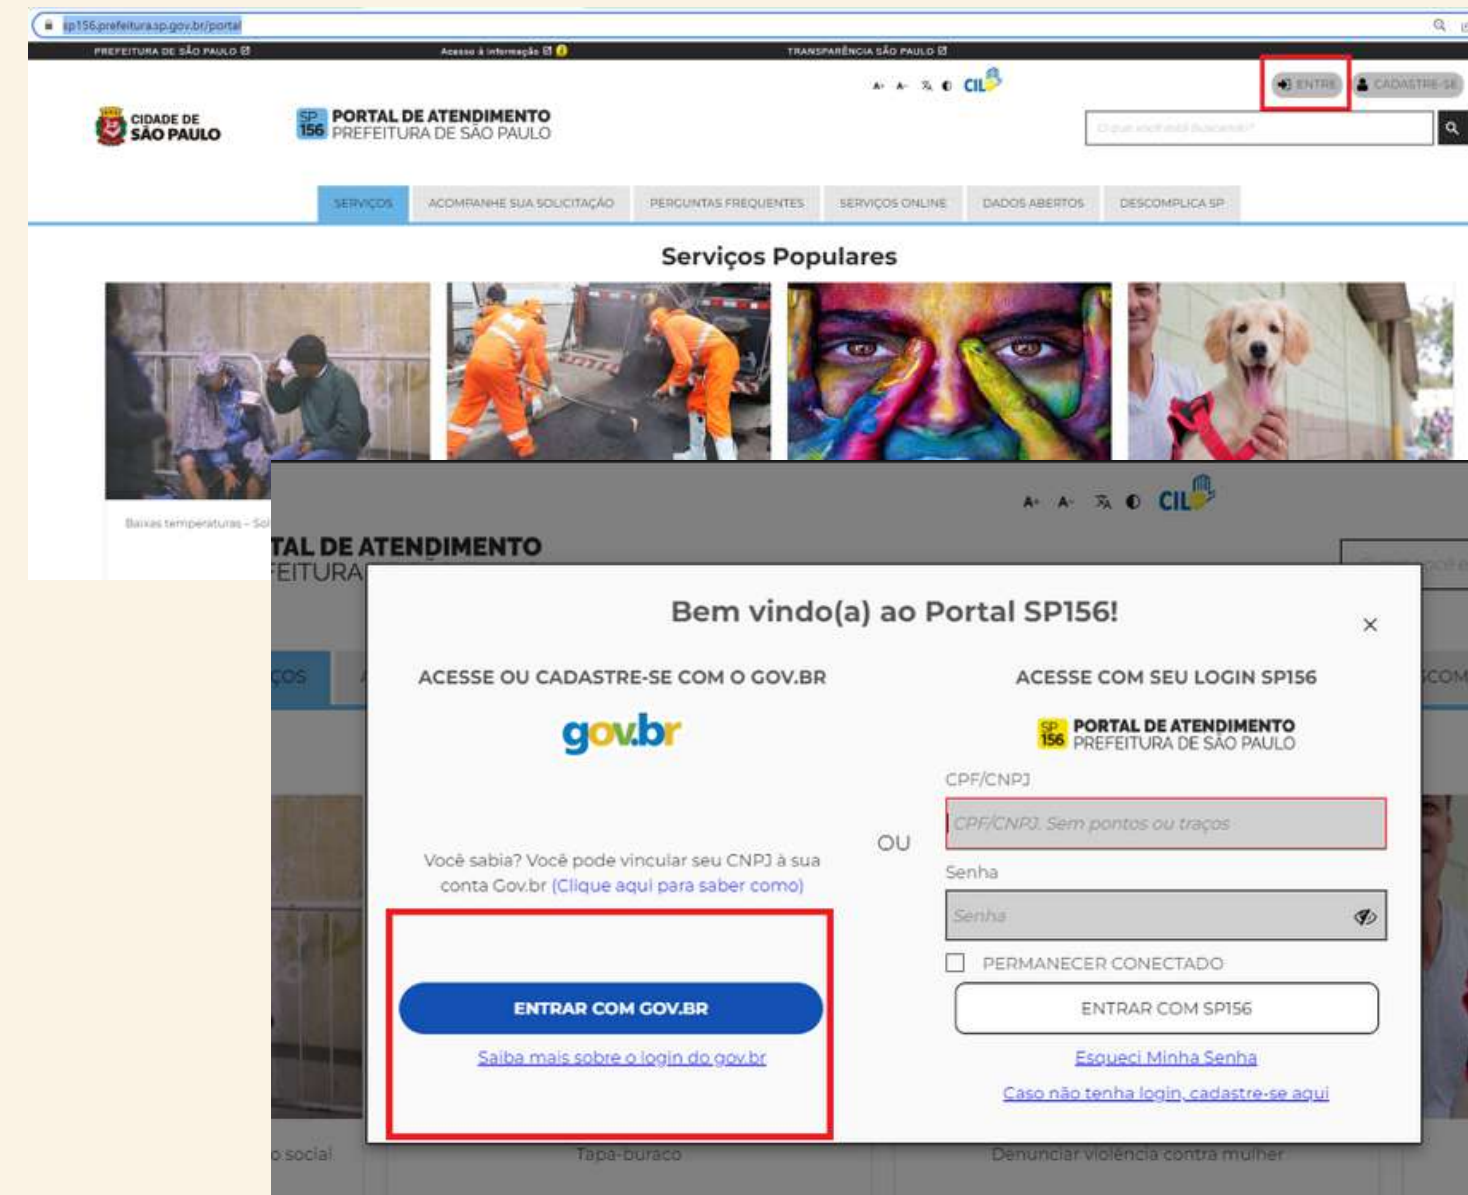 sp156.prefeitura.sp.gov.br/portal
PREFEITURA DE SÃO PAULO
Acesso à informação
TRANSPARÊNCIA SÃO PAULO
A+ A- CIL
ENTRE
CADASTRE-SE
CIDADE DE
SÃO PAULO
SP
156
PORTAL DE ATENDIMENTO
PREFEITURA DE SÃO PAULO
O que você está buscando?
SERVIÇOS
ACOMPANHE SUA SOLICITAÇÃO
PERGUNTAS FREQUENTES
SERVIÇOS ONLINE
DADOS ABERTOS
DESCOMPLICA SP
Serviços Populares
Baixas temperaturas – Sol
A+ A- CIL
TAL DE ATENDIMENTO
FEITURA
ÇOS
Bem vindo(a) ao Portal SP156!
ACESSE OU CADASTRE-SE COM O GOV.BR
gov.br
Você sabia? Você pode vincular seu CNPJ à sua
conta Gov.br (Clique aqui para saber como)
ENTRAR COM GOV.BR
Saiba mais sobre o login do gov.br
OU
ACESSE COM SEU LOGIN SP156
SP
156
PORTAL DE ATENDIMENTO
PREFEITURA DE SÃO PAULO
CPF/CNPJ
CPF/CNPJ. Sem pontos ou traços
Senha
Senha
PERMANECER CONECTADO
ENTRAR COM SP156
Esqueci Minha Senha
Caso não tenha login, cadastre-se aqui
COM
o social
Tapa-buraco
Denunciar violência contra mulher